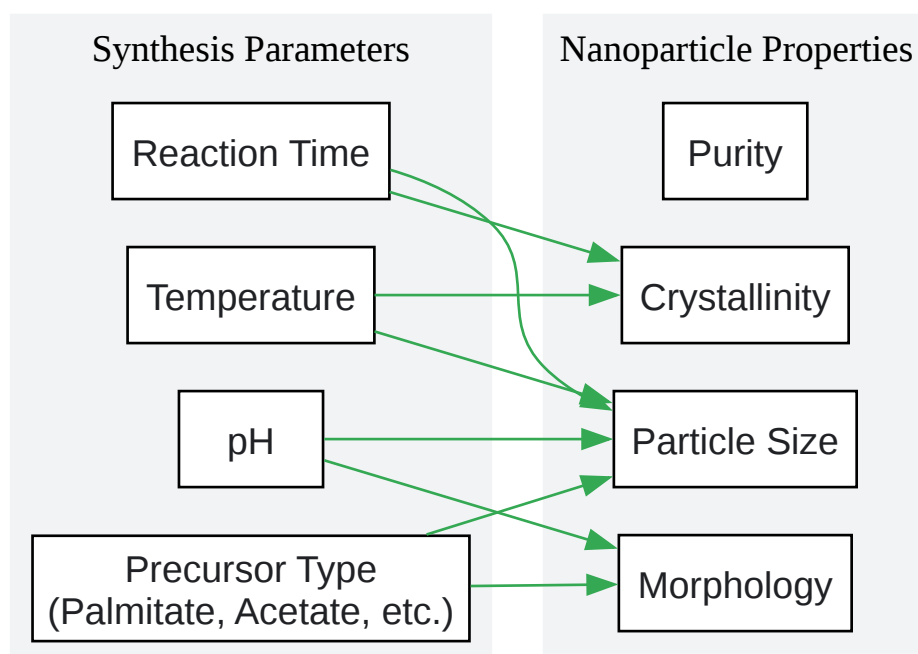 Synthesis Parameters
Reaction Time
Temperature
pH
Precursor Type
(Palmitate, Acetate, etc.)
Nanoparticle Properties
Purity
Crystallinity
Particle Size
Morphology